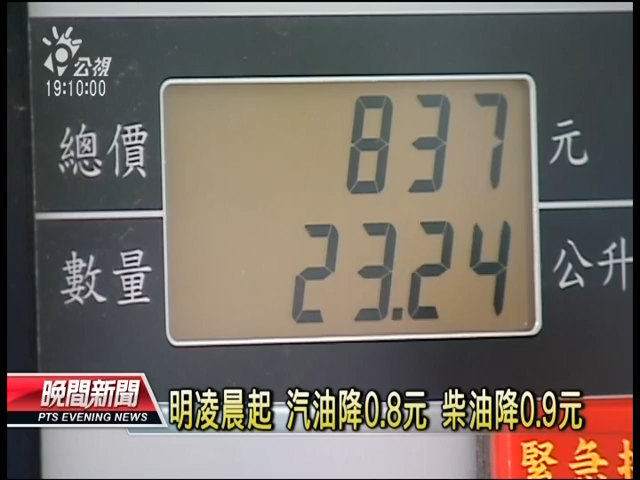 公視
19:10:00
總價 837 元
數量 23.24 公升
晚間新聞
PTS EVENING NEWS
明凌晨起 汽油降0.8元 柴油降0.9元
緊急